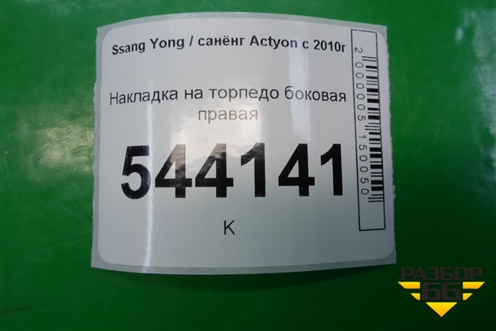 Ssang Yong / санёнг Actyon с 2010г
Накладка на торпедо боковая
правая
544141
К
2000005150050
РАЗБОР
66